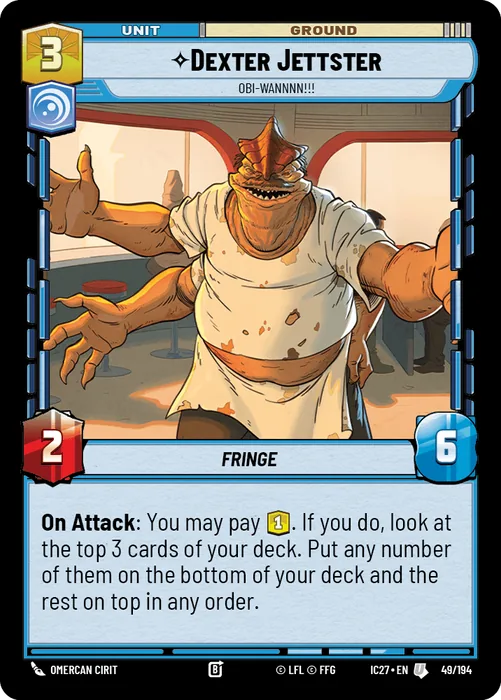 3
UNIT
GROUND
✧DEXTER JETTSTER
OBI-WANNNN!!!
2
6
FRINGE
On Attack: You may pay 1. If you do, look at
the top 3 cards of your deck. Put any number
of them on the bottom of your deck and the
rest on top in any order.
OMERCAN CIRIT
B
© LFL © FFG
IC27•EN
U
49/194